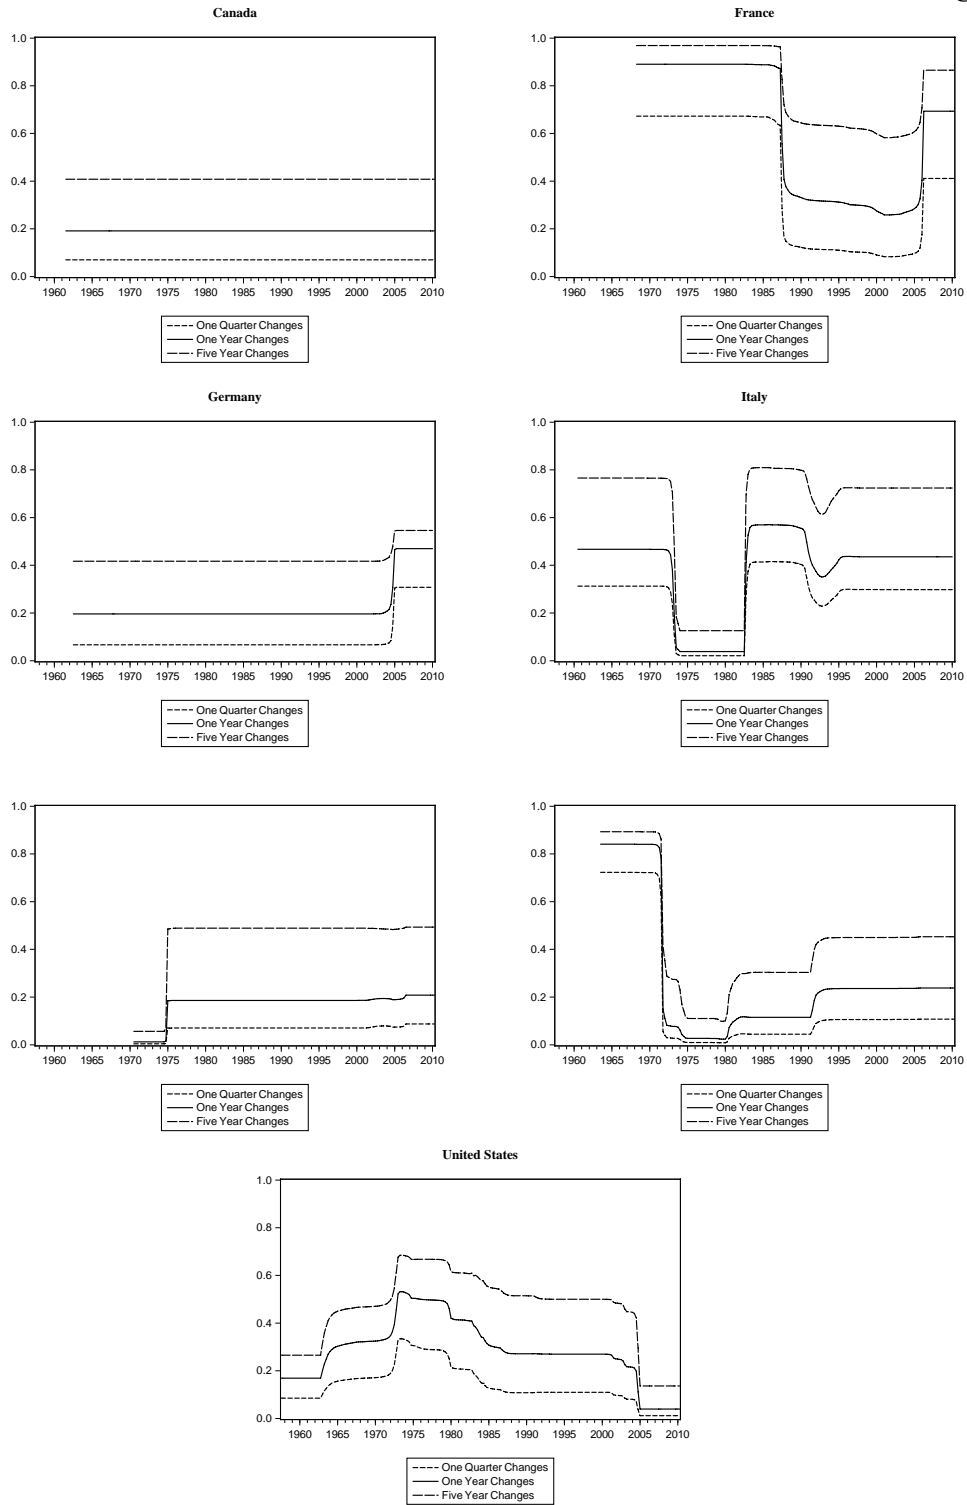 Canada
1.0
0.8
0.6
0.4
0.2
0.0
1960 1965 1970 1975 1980 1985 1990 1995 2000 2005 2010
One Quarter Changes
One Year Changes
Five Year Changes
France
1.0
0.8
0.6
0.4
0.2
0.0
1960 1965 1970 1975 1980 1985 1990 1995 2000 2005 2010
One Quarter Changes
One Year Changes
Five Year Changes
Germany
1.0
0.8
0.6
0.4
0.2
0.0
1960 1965 1970 1975 1980 1985 1990 1995 2000 2005 2010
One Quarter Changes
One Year Changes
Five Year Changes
Italy
1.0
0.8
0.6
0.4
0.2
0.0
1960 1965 1970 1975 1980 1985 1990 1995 2000 2005 2010
One Quarter Changes
One Year Changes
Five Year Changes
1.0
0.8
0.6
0.4
0.2
0.0
1960 1965 1970 1975 1980 1985 1990 1995 2000 2005 2010
One Quarter Changes
One Year Changes
Five Year Changes
1.0
0.8
0.6
0.4
0.2
0.0
1960 1965 1970 1975 1980 1985 1990 1995 2000 2005 2010
One Quarter Changes
One Year Changes
Five Year Changes
United States
1.0
0.8
0.6
0.4
0.2
0.0
1960 1965 1970 1975 1980 1985 1990 1995 2000 2005 2010
One Quarter Changes
One Year Changes
Five Year Changes